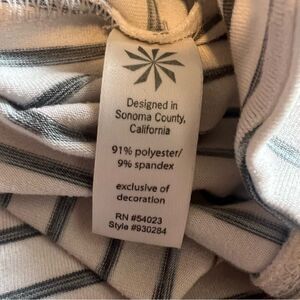 Designed in
Sonoma County,
California
91% polyester/
9% spandex
exclusive of
decoration
RN #54023
Style #930284